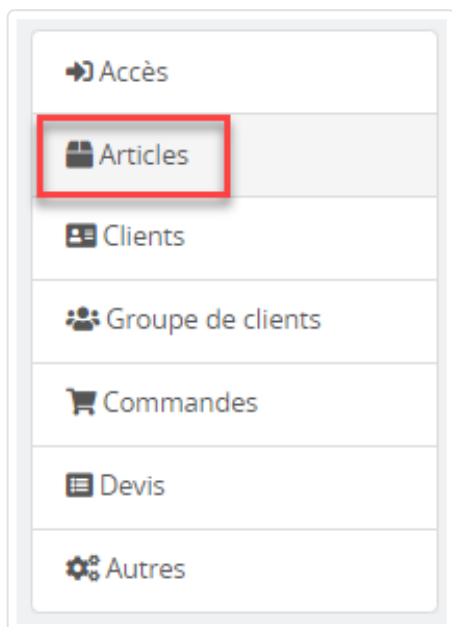 Accès
Articles
Clients
Groupe de clients
Commandes
Devis
Autres